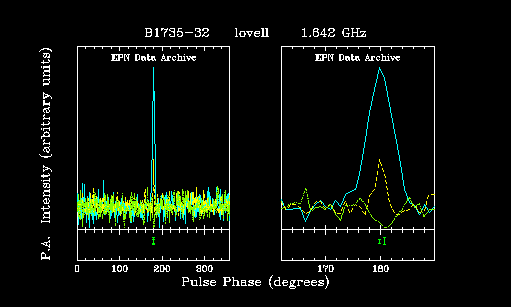 B1735-32 lovell 1.642 GHz
EPN Data Archive EPN Data Archive
P.A. Intensity (arbitrary units)
0 100 200 300 170 180
Pulse Phase (degrees)